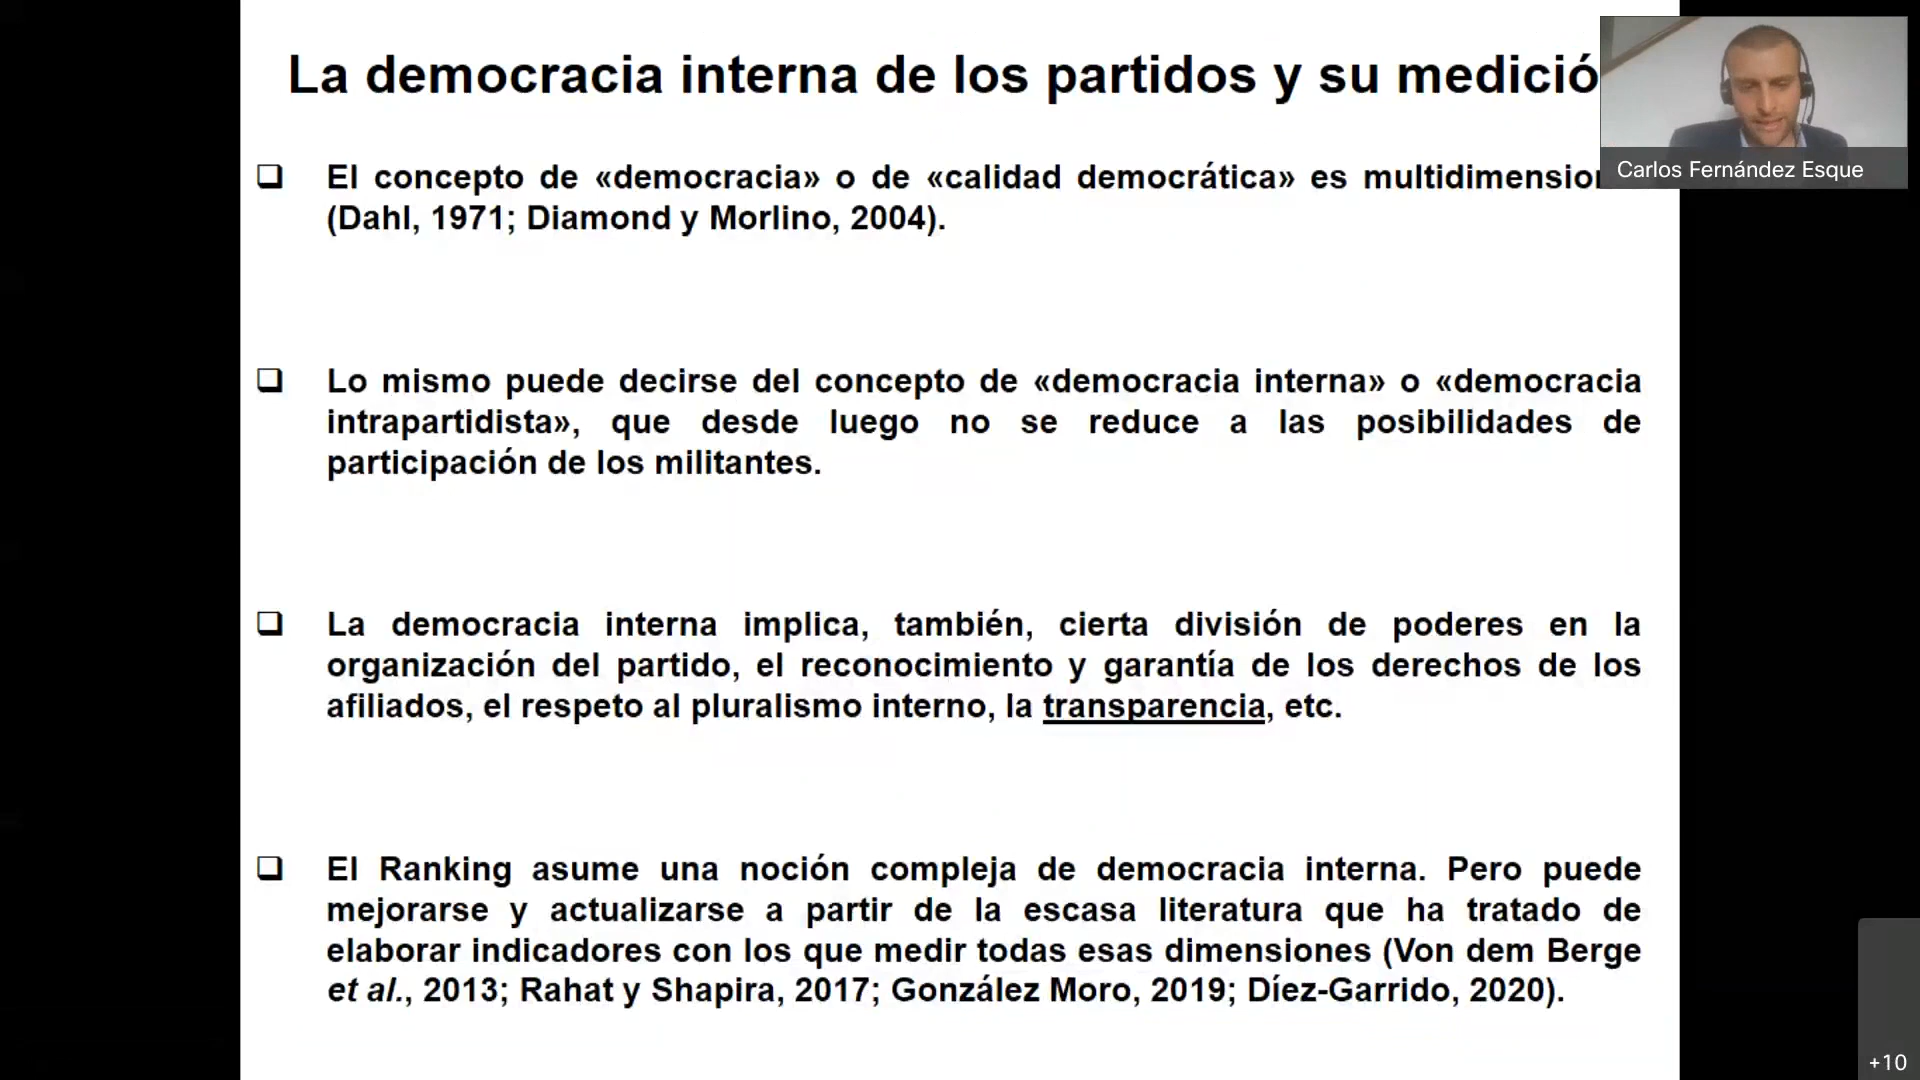 La democracia interna de los partidos y su medició
El concepto de «democracia» o de «calidad democrática» es multidimension
(Dahl, 1971; Diamond y Morlino, 2004).
Lo mismo puede decirse del concepto de «democracia interna» o «democracia
intrapartidista», que desde luego no se reduce a las posibilidades de
participación de los militantes.
La democracia interna implica, también, cierta división de poderes en la
organización del partido, el reconocimiento y garantía de los derechos de los
afiliados, el respeto al pluralismo interno, la transparencia, etc.
El Ranking asume una noción compleja de democracia interna. Pero puede
mejorarse y actualizarse a partir de la escasa literatura que ha tratado de
elaborar indicadores con los que medir todas esas dimensiones (Von dem Berge
et al., 2013; Rahat y Shapira, 2017; González Moro, 2019; Díez-Garrido, 2020).
Carlos Fernández Esque
+10